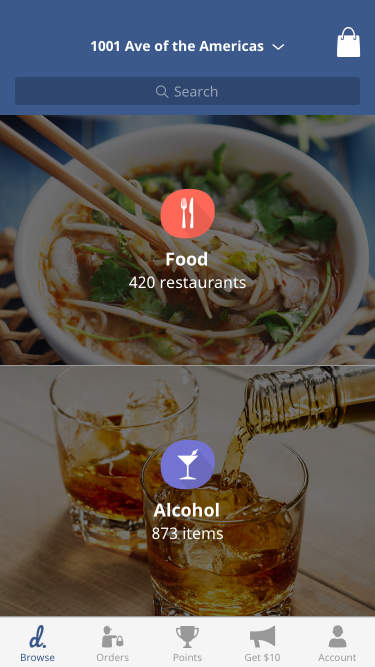 1001 Ave of the Americas
Search
Food
420 restaurants
Alcohol
873 items
d.
Browse
Orders
Points
Get $10
Account